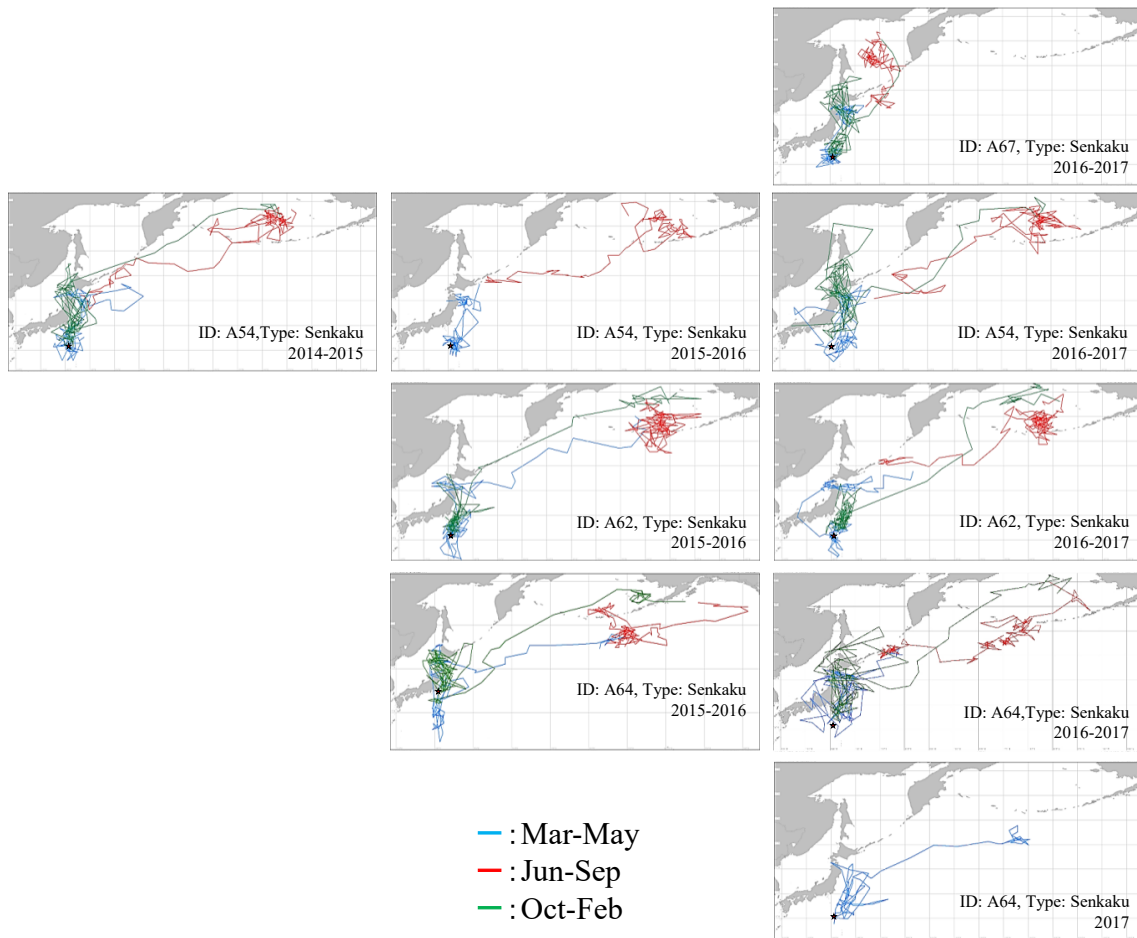 ID: A67, Type: Senkaku
2016-2017
ID: A54,Type: Senkaku
2014-2015
ID: A54, Type: Senkaku
2015-2016
ID: A54, Type: Senkaku
2016-2017
ID: A62, Type: Senkaku
2015-2016
ID: A62, Type: Senkaku
2016-2017
ID: A64, Type: Senkaku
2015-2016
ID: A64,Type: Senkaku
2016-2017
: Mar-May
: Jun-Sep
: Oct-Feb
ID: A64, Type: Senkaku
2017